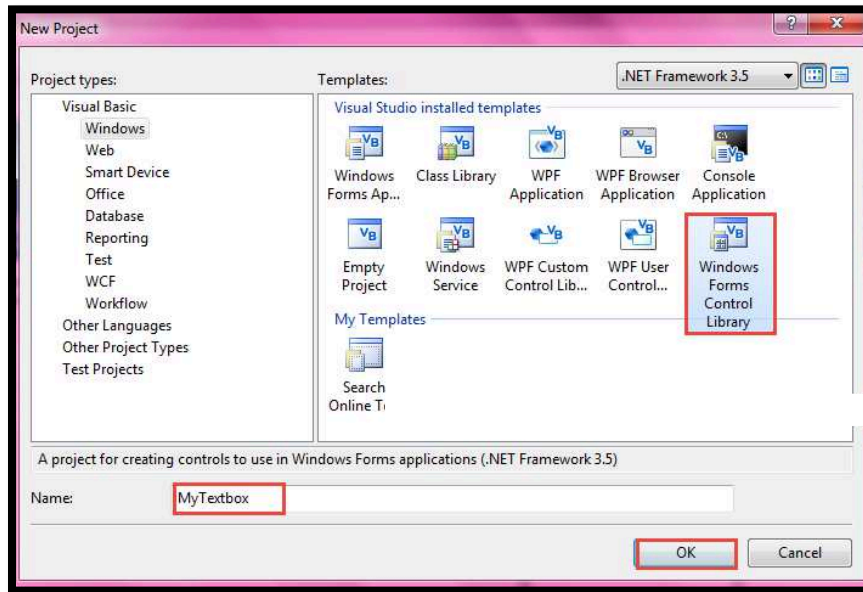 New Project
Project types:
Templates:
.NET Framework 3.5
Visual Basic
Windows
Web
Smart Device
Office
Database
Reporting
Test
WCF
Workflow
Other Languages
Other Project Types
Test Projects
Visual Studio installed templates
Windows Forms Ap...
Class Library
WPF Application
WPF Browser Application
Console Application
Empty Project
Windows Service
WPF Custom Control Lib...
WPF User Control...
Windows Forms Control Library
My Templates
Search
Online
A project for creating controls to use in Windows Forms applications (.NET Framework 3.5)
Name:
MyTextbox
OK
Cancel